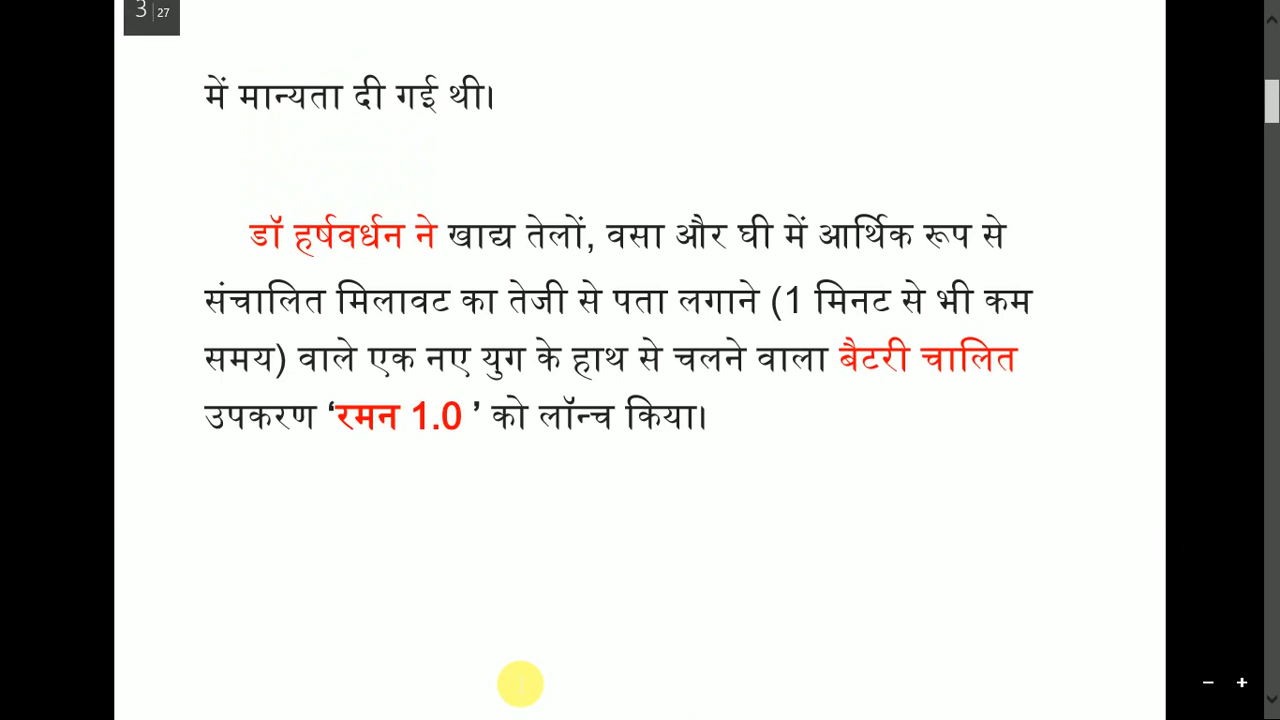 3 | 27
में मान्यता दी गई थी।
डॉ हर्षवर्धन ने खाद्य तेलों, वसा और घी में आर्थिक रूप से
संचालित मिलावट का तेजी से पता लगाने (1 मिनट से भी कम
समय) वाले एक नए युग के हाथ से चलने वाला बैटरी चालित
उपकरण ‘रमन 1.0 ’ को लॉन्च किया।